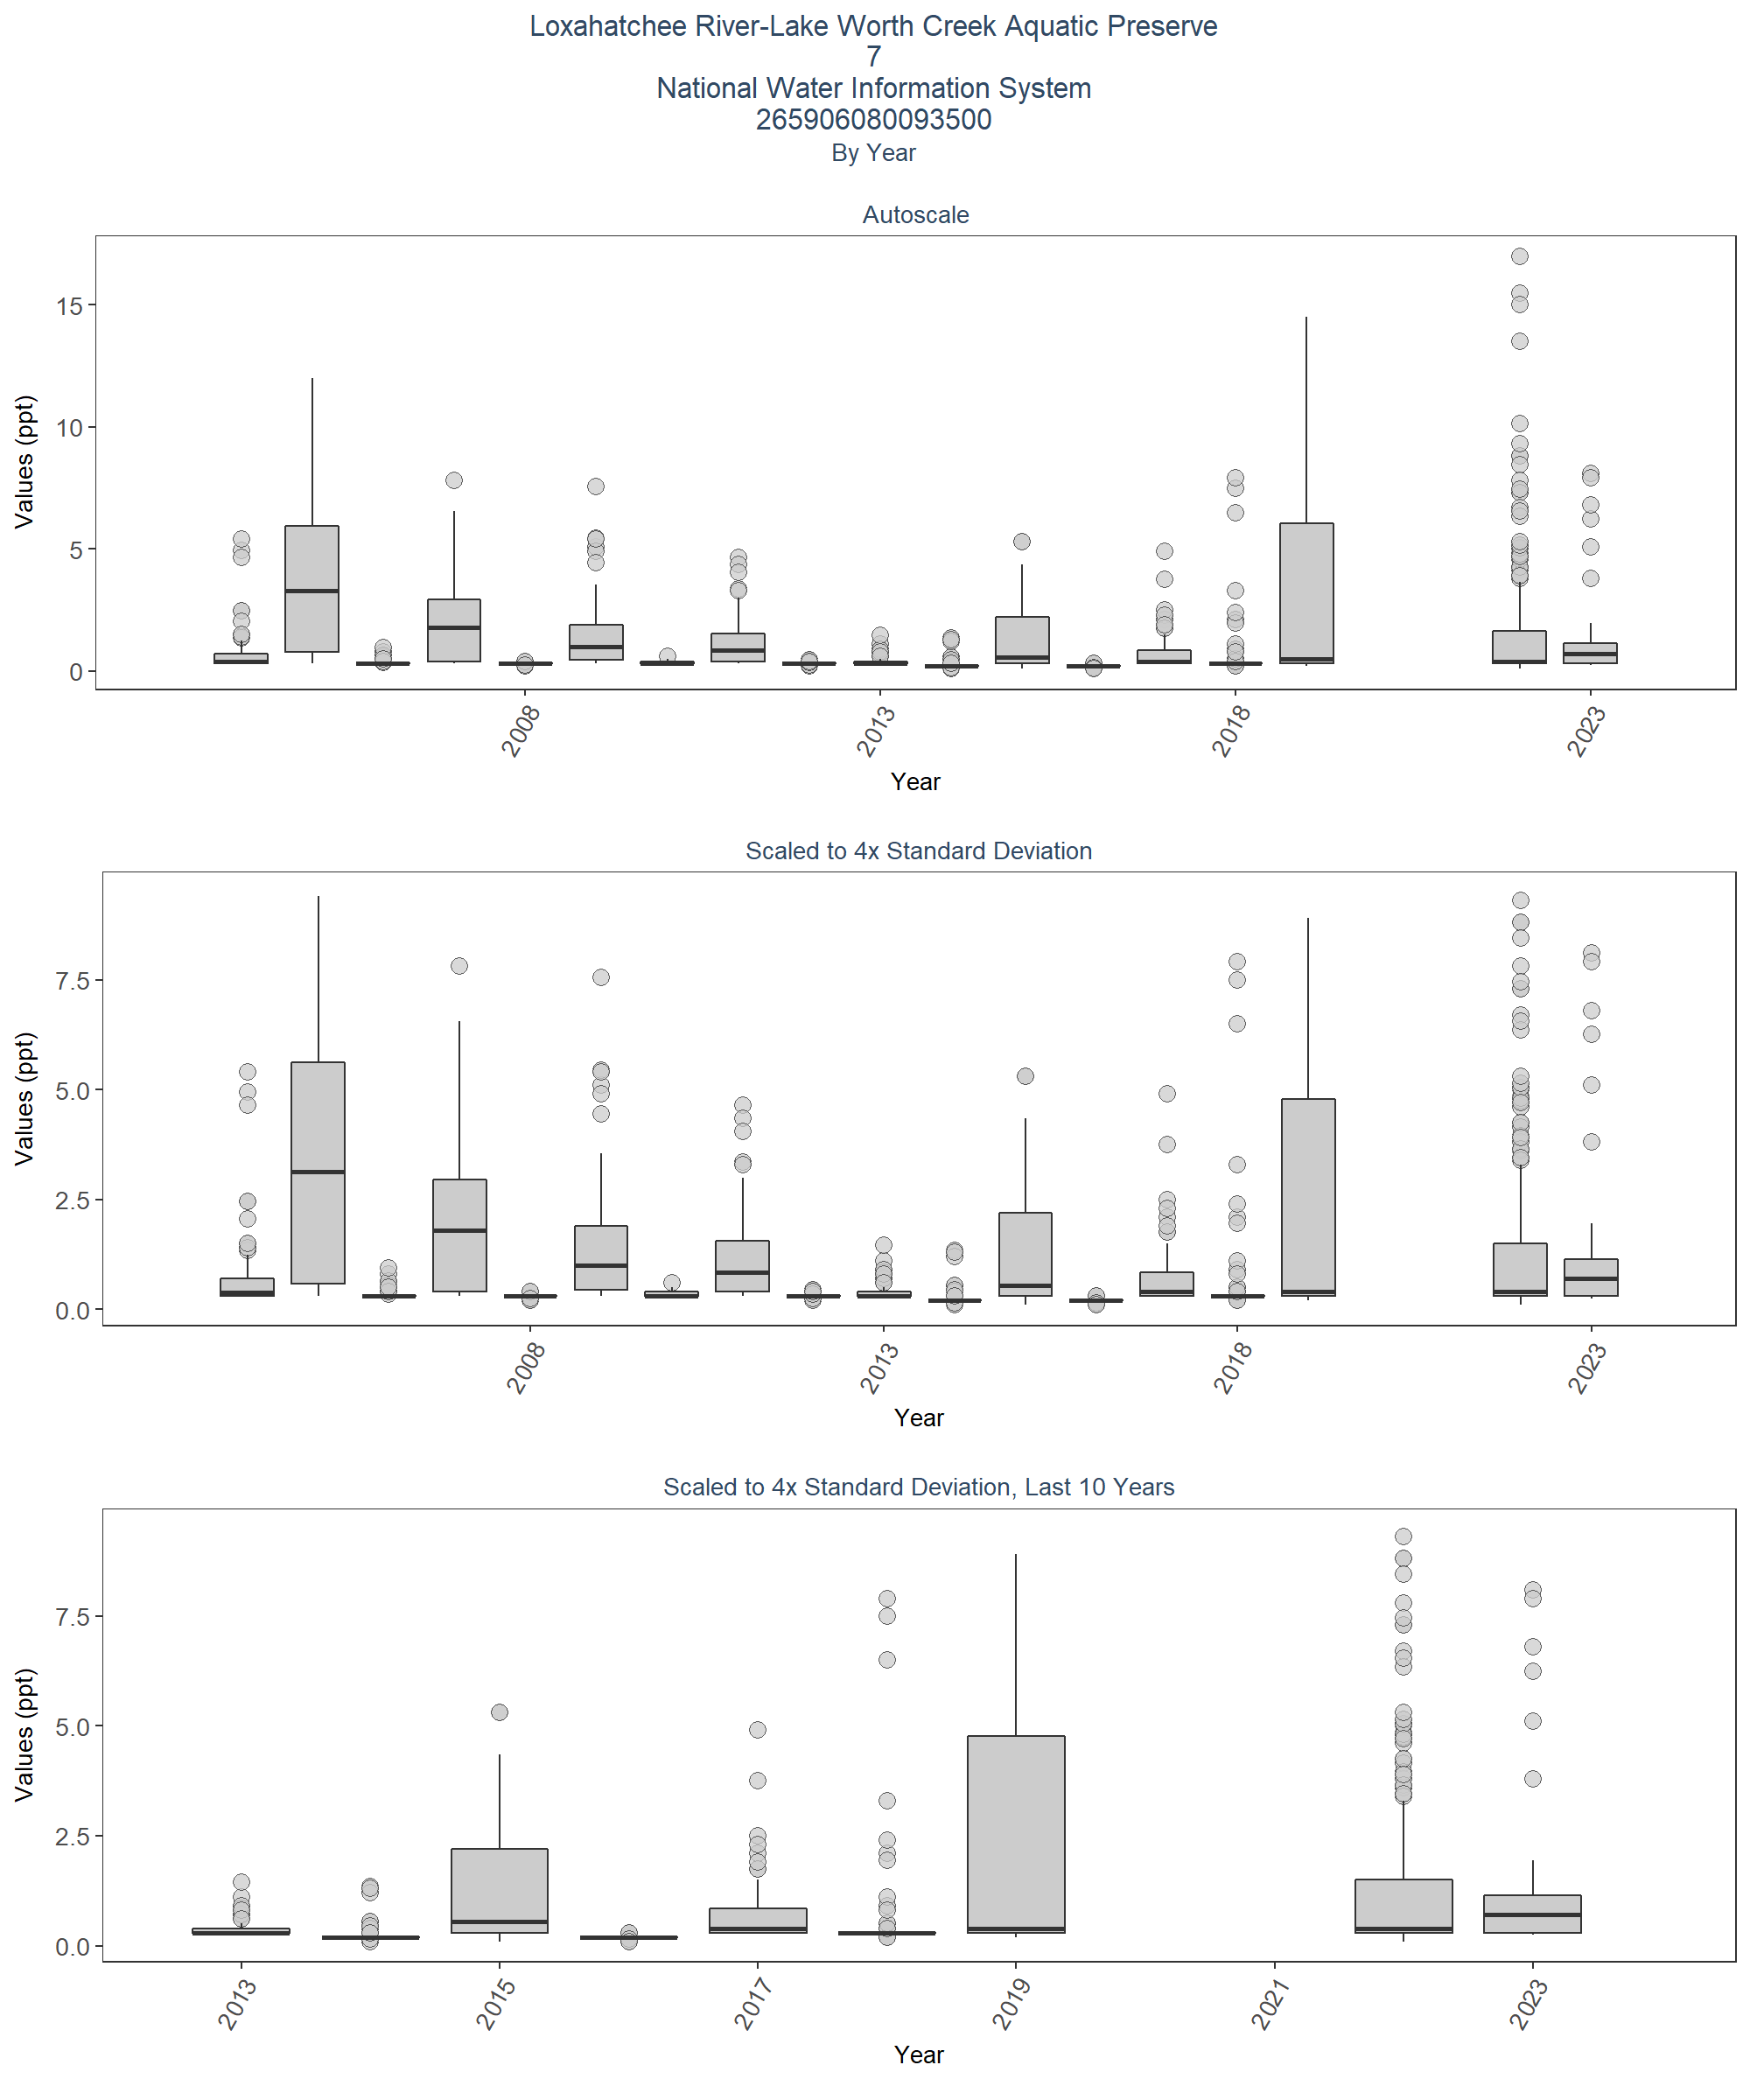 Loxahatchee River-Lake Worth Creek Aquatic Preserve
7
National Water Information System
265906080093500
By Year
Autoscale
Values (ppt)
15
10
5
0
2008
2013
2018
2023
Year
Scaled to 4x Standard Deviation
Values (ppt)
7.5
5.0
2.5
0.0
2008
2013
2018
2023
Year
Scaled to 4x Standard Deviation, Last 10 Years
Values (ppt)
7.5
5.0
2.5
0.0
2013
2015
2017
2019
2021
2023
Year